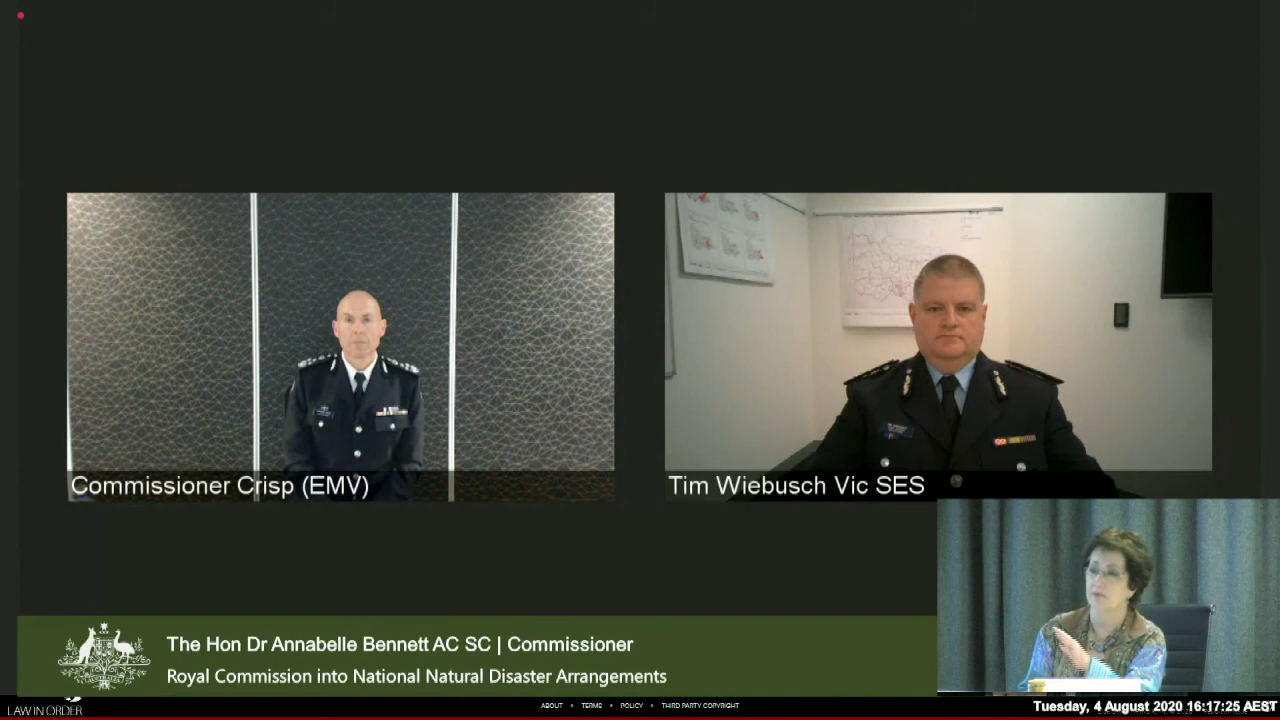 Commissioner Crisp (EMV)
Tim Wiebusch Vic SES
The Hon Dr Annabelle Bennett AC SC | Commissioner
Royal Commission into National Natural Disaster Arrangements
LAW IN ORDER
ABOUT • TERMS • POLICY • THIRD PARTY COPYRIGHT
Tuesday, 4 August 2020 16:17:25 AEST